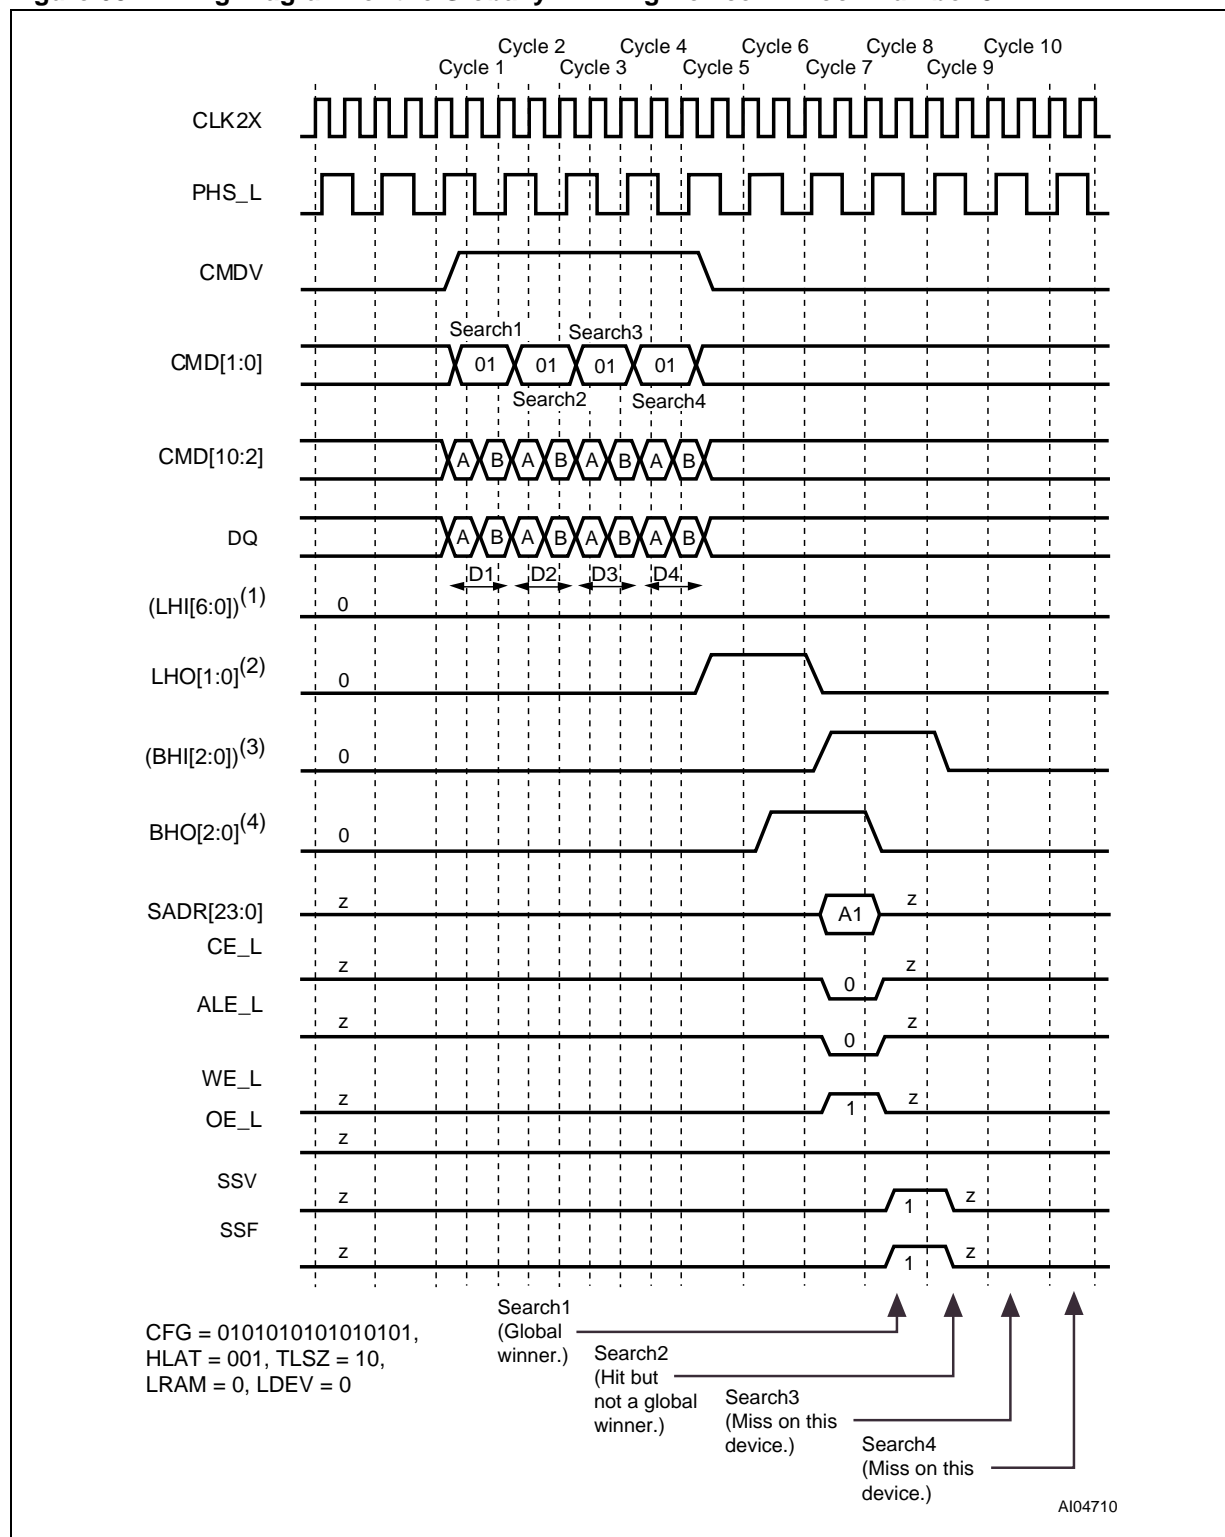 Cycle 2 Cycle 4 Cycle 6 Cycle 8 Cycle 10
Cycle 1 Cycle 3 Cycle 5 Cycle 7 Cycle 9
CLK2X
PHS_L
CMDV
Search1 Search3
CMD[1:0] 01 01 01 01
Search2 Search4
CMD[10:2] A B A B A B A B
DQ A B A B A B A B
D1 D2 D3 D4
(LHI[6:0])(1) 0
LHO[1:0](2) 0
(BHI[2:0])(3) 0
BHO[2:0](4) 0
SADR[23:0] z A1 z
CE_L
z 0 z
ALE_L
z 0 z
WE_L
z 1 z
OE_L
z
SSV
z 1 z
SSF
z 1 z
Search1
(Global
winner.)
CFG = 0101010101010101,
HLAT = 001, TLSZ = 10,
LRAM = 0, LDEV = 0
Search2
(Hit but
not a global
winner.)
Search3
(Miss on this
device.)
Search4
(Miss on this
device.)
AI04710